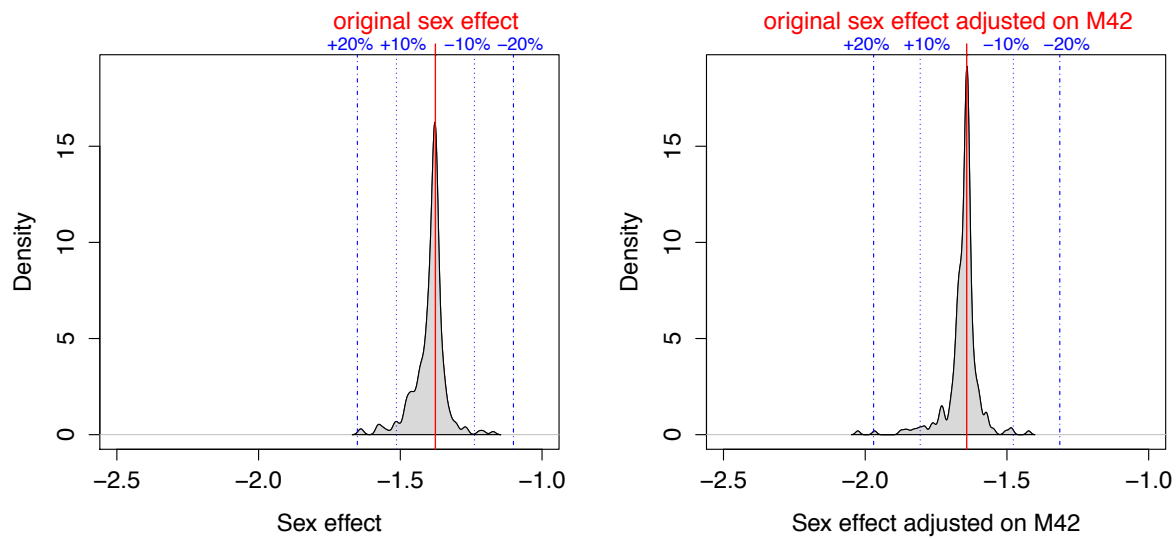 original sex effect
+20% +10% −10% −20%
Density
15
10
5
0
−2.5 −2.0 −1.5 −1.0
Sex effect
original sex effect adjusted on M42
+20% +10% −10% −20%
Density
15
10
5
0
−2.5 −2.0 −1.5 −1.0
Sex effect adjusted on M42